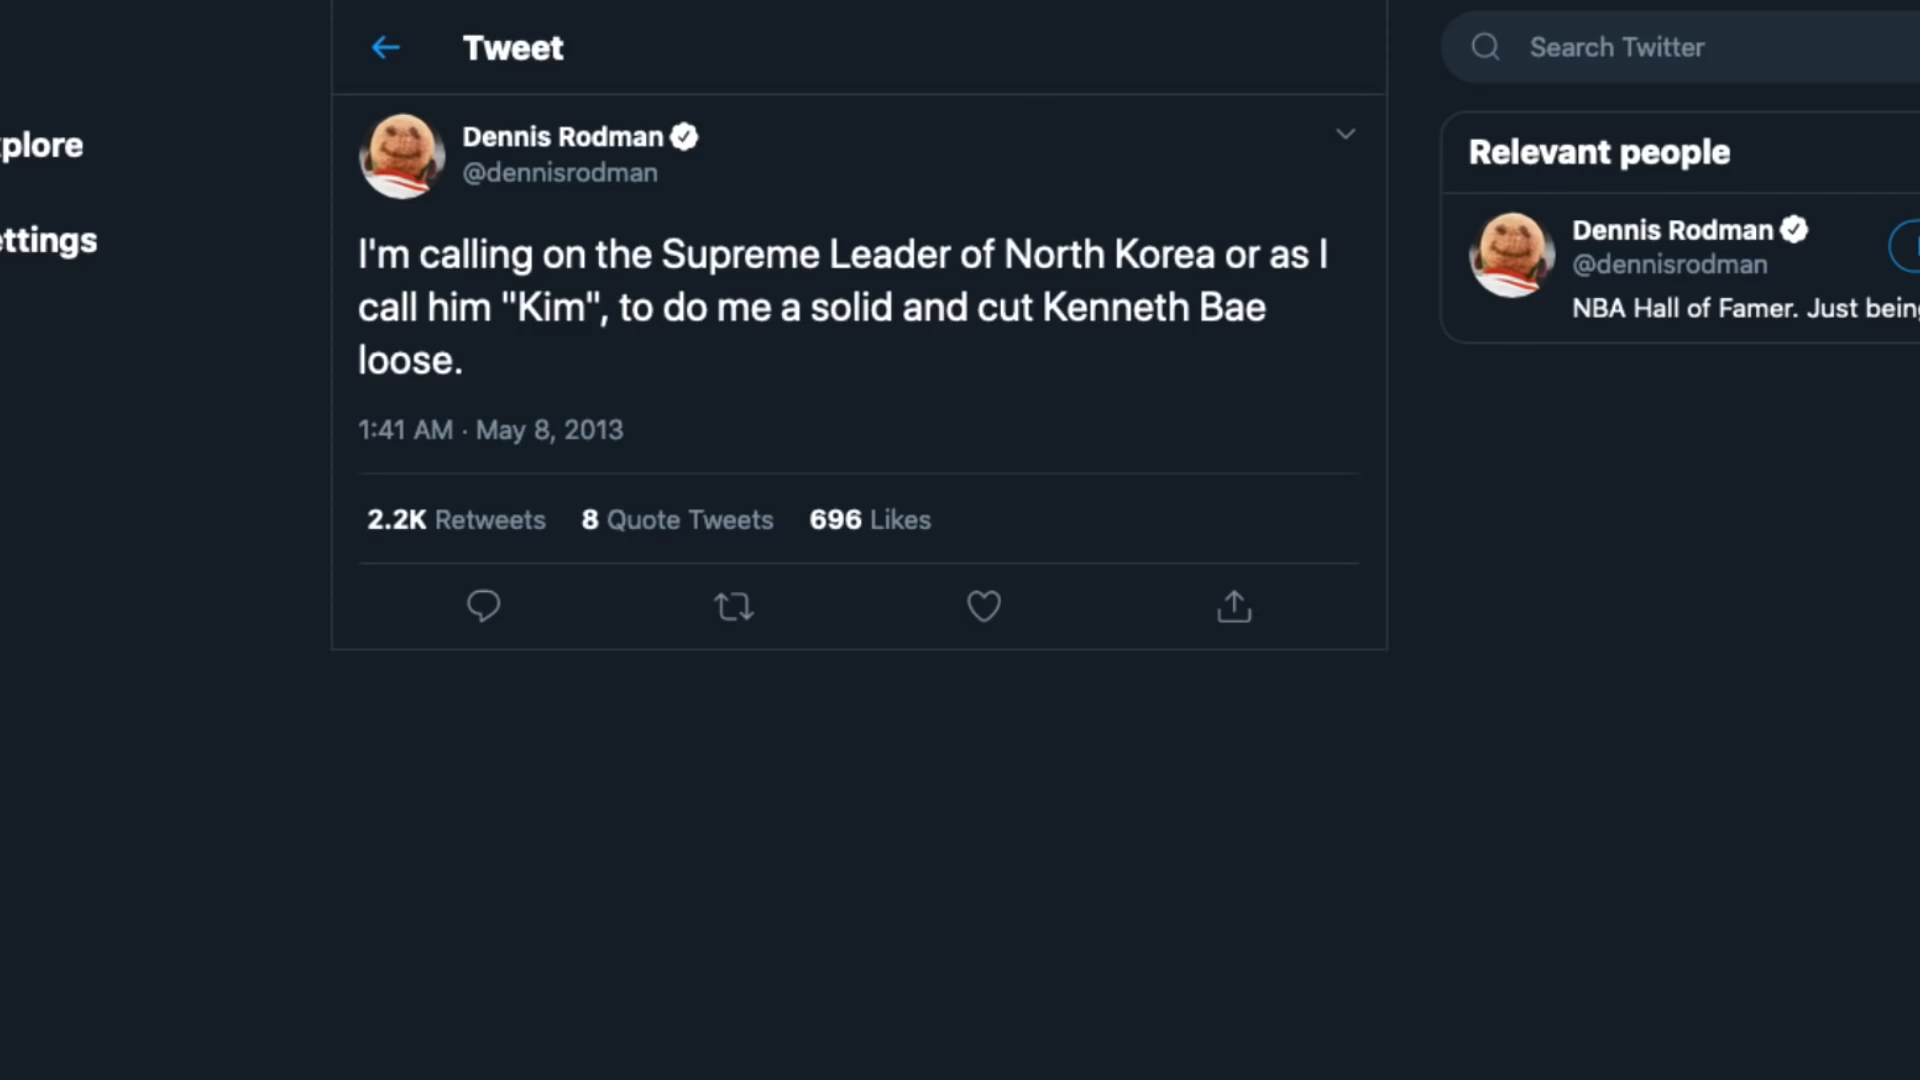 Tweet
Search Twitter
plore
ettings
Dennis Rodman
@dennisrodman
I'm calling on the Supreme Leader of North Korea or as I
call him "Kim", to do me a solid and cut Kenneth Bae
loose.
1:41 AM · May 8, 2013
2.2K Retweets 8 Quote Tweets 696 Likes
Relevant people
Dennis Rodman
@dennisrodman
NBA Hall of Famer. Just being